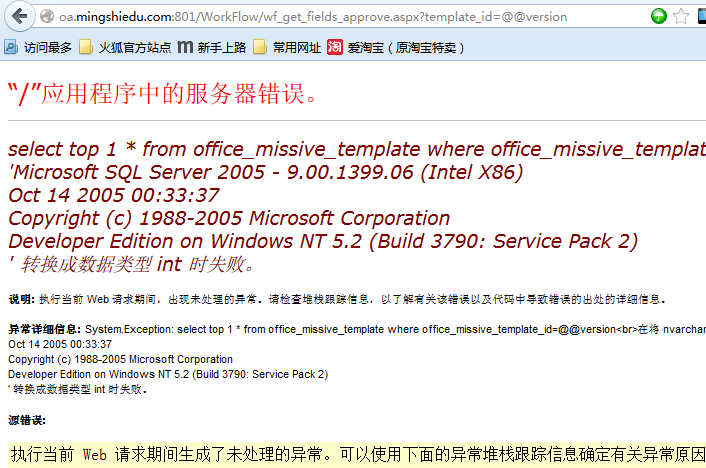 oa.mingshiedu.com:801/WorkFlow/wf_get_fields_approve.aspx?template_id=@@version
访问最多 火狐官方站点 新手上路 常用网址 淘 爱淘宝（原淘宝特卖）
“/”应用程序中的服务器错误。
select top 1 * from office_missive_template where office_missive_templat
'Microsoft SQL Server 2005 - 9.00.1399.06 (Intel X86)
Oct 14 2005 00:33:37
Copyright (c) 1988-2005 Microsoft Corporation
Developer Edition on Windows NT 5.2 (Build 3790: Service Pack 2)
' 转换成数据类型 int 时失败。
说明: 执行当前 Web 请求期间，出现未处理的异常。请检查堆栈跟踪信息，以了解有关该错误以及代码中导致错误的出处的详细信息。
异常详细信息: System.Exception: select top 1 * from office_missive_template where office_missive_template_id=@@version<br>在将 nvarchar
Oct 14 2005 00:33:37
Copyright (c) 1988-2005 Microsoft Corporation
Developer Edition on Windows NT 5.2 (Build 3790: Service Pack 2)
' 转换成数据类型 int 时失败。
源错误:
执行当前 Web 请求期间生成了未处理的异常。可以使用下面的异常堆栈跟踪信息确定有关异常原因